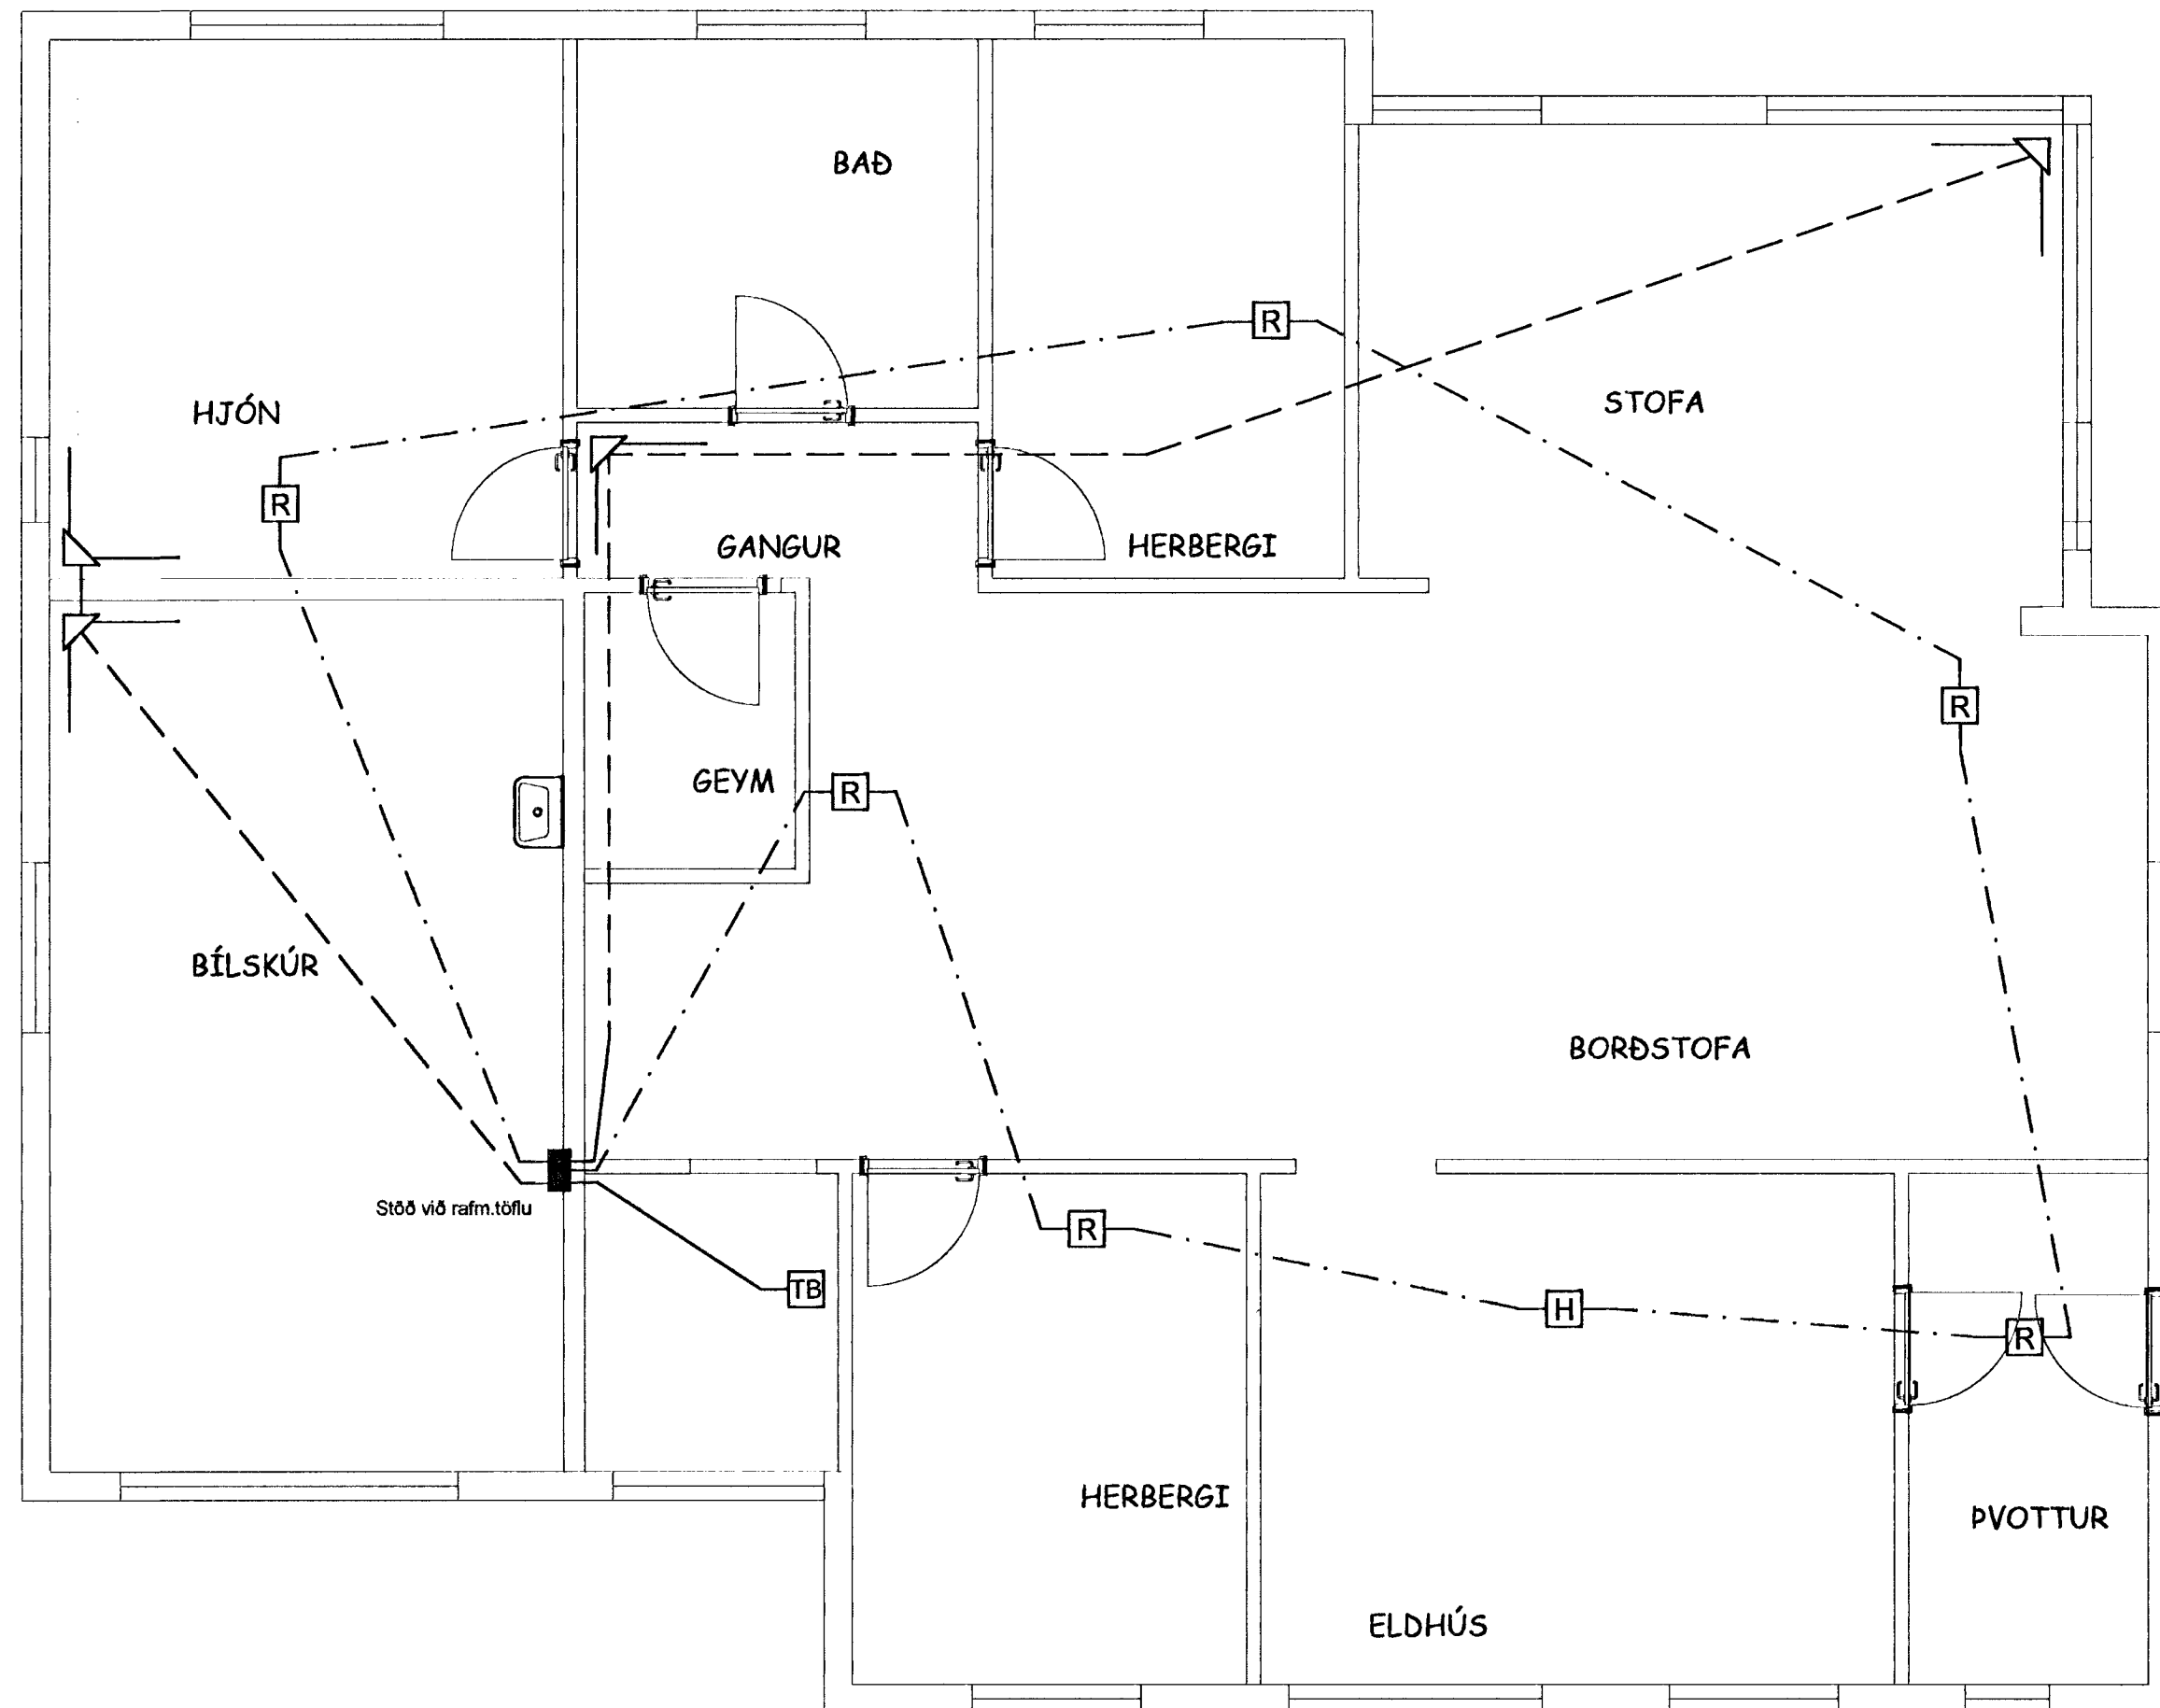 BAÐ
R
HJÓN
STOFA
R
GANGUR
HERBERGI
R
GEYM
R
BÍLSKÚR
BORÐSTOFA
Stöð við rafm.töflu
R
TB
H
R
HERBERGI
ÞVOTTUR
ELDHÚS